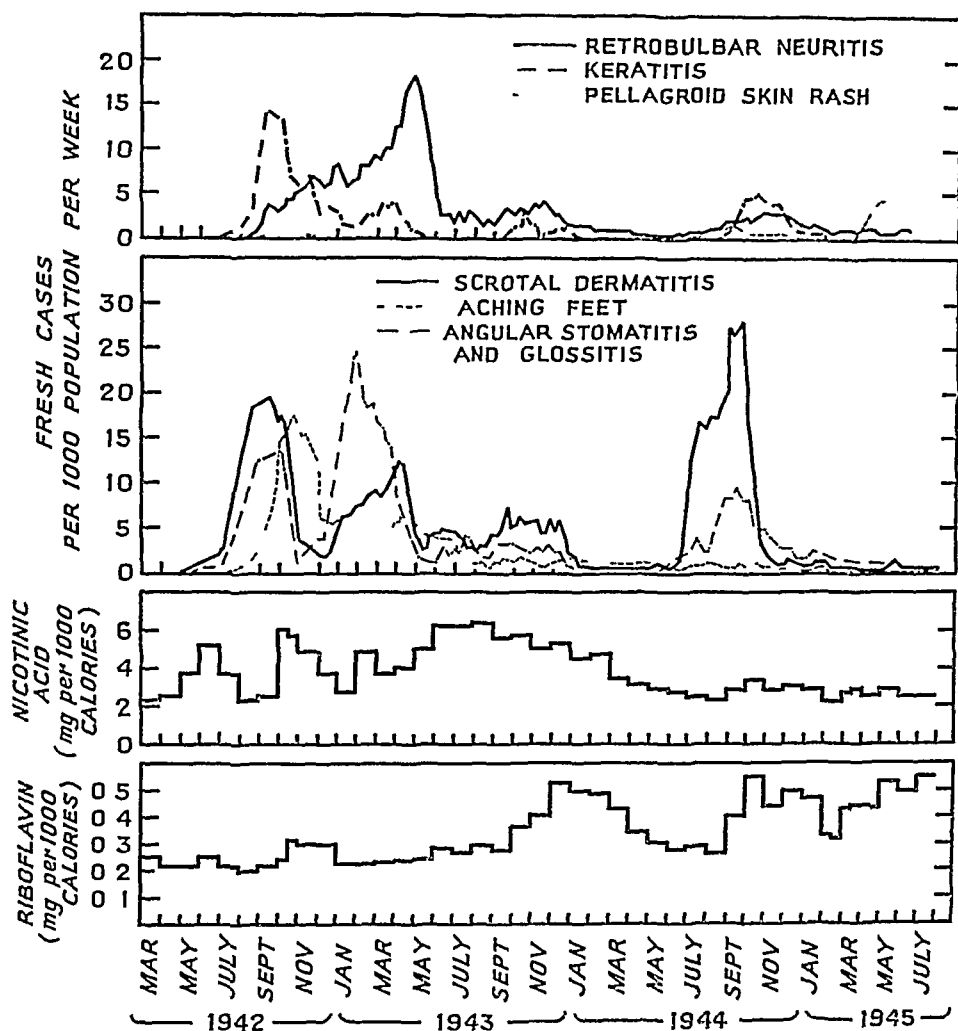 RETROBULBAR NEURITIS
KERATITIS
PELLAGROID SKIN RASH
20
15
10
5
0
FRESH CASES
PER 1000 POPULATION PER WEEK
SCROTAL DERMATITIS
ACHING FEET
ANGULAR STOMATITIS
AND GLOSSITIS
30
25
20
15
10
5
0
NICOTINIC
ACID
(mg per 1000
CALORIES)
6
4
2
0
RIBOFLAVIN
(mg per 1000
CALORIES)
0 5
0 4
0 3
0 2
0 1
MAR MAY JULY SEPT NOV JAN MAR MAY JULY SEPT NOV JAN MAR MAY JULY SEPT NOV JAN MAR MAY JULY
1942 1943 1944 1945